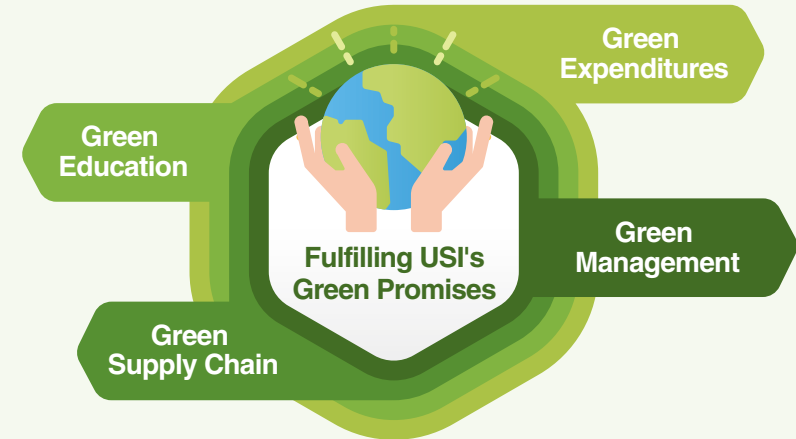 Green
Expenditures
Green
Education
Green
Management
Fulfilling USI's
Green Promises
Green
Supply Chain